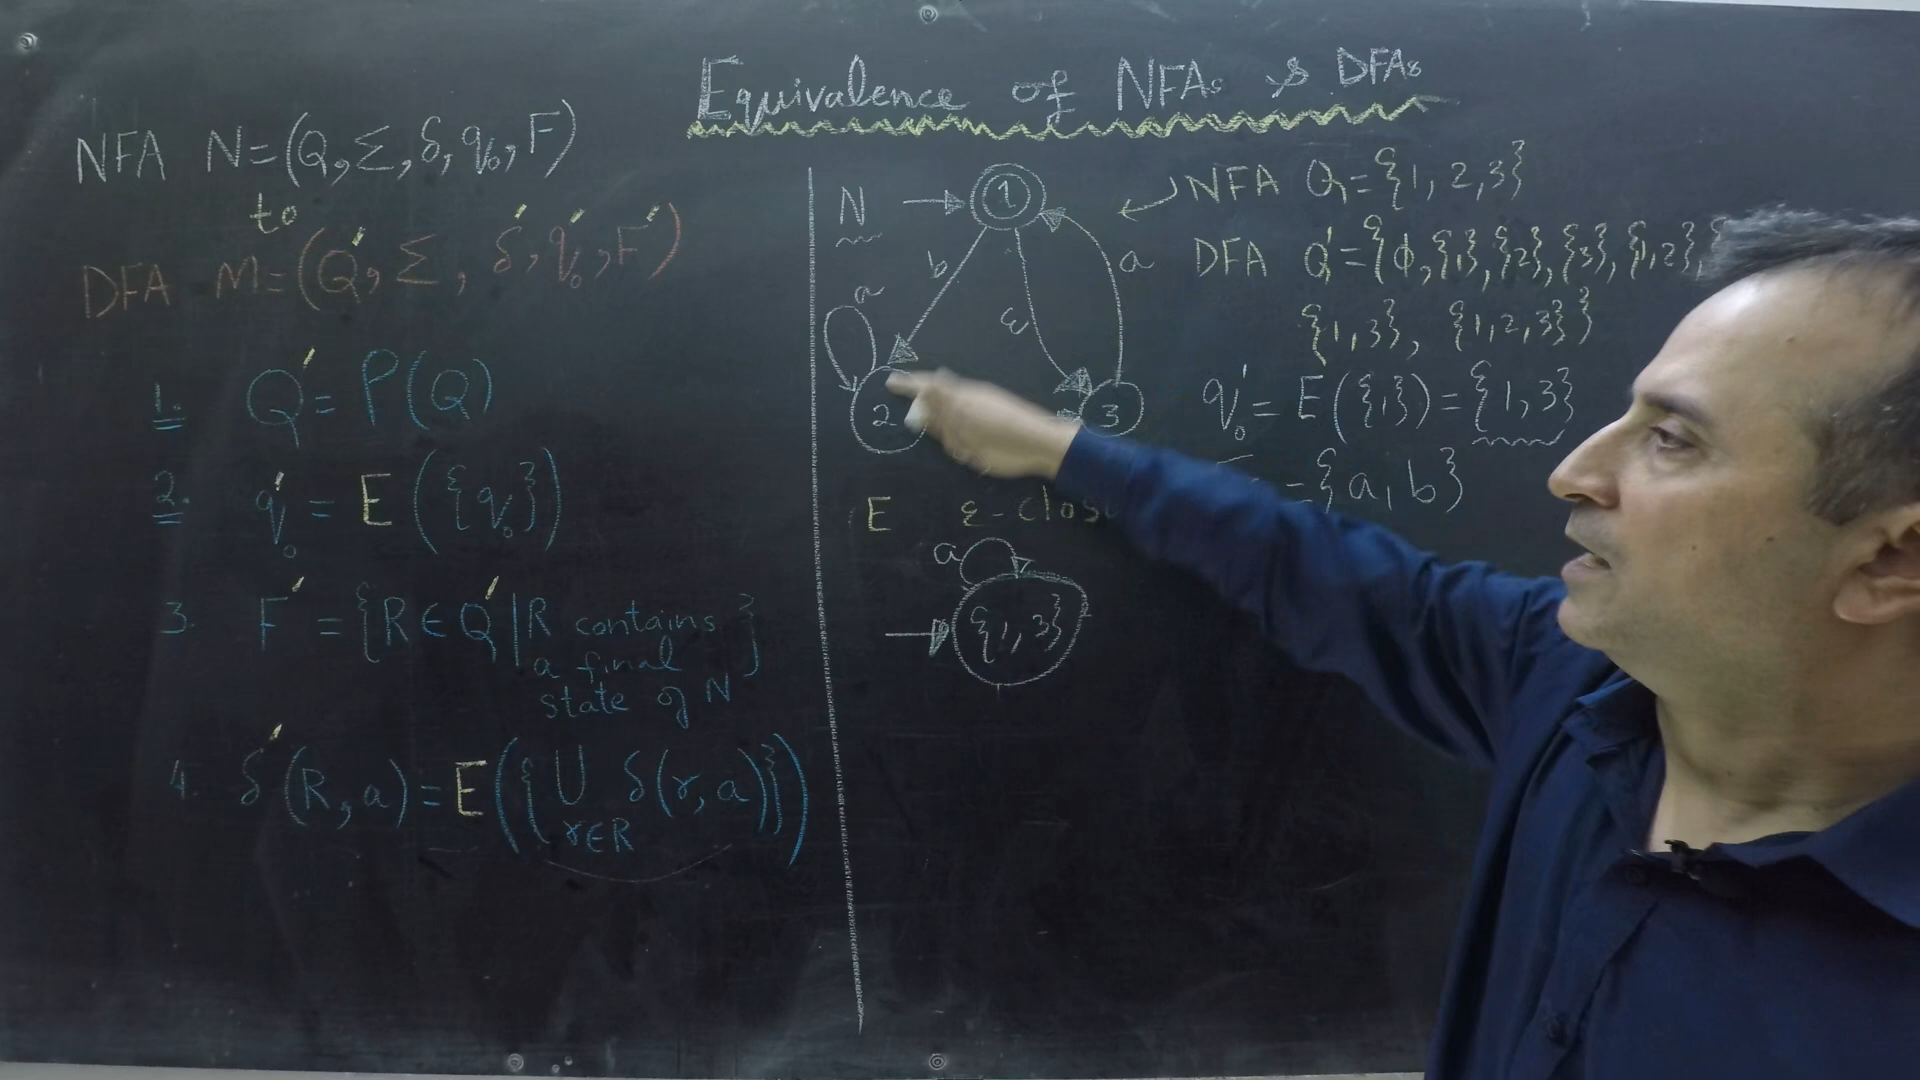 Equivalence of NFAs & DFAs
NFA N=(Q,Σ,δ,q₀,F)
to
DFA M=(Q′,Σ,δ′,q₀′,F′)
1. Q′=P(Q)
2. q₀′=E({q₀})
3. F′={R∈Q′|R contains
a final
state of N}
4. δ′(R,a)=E({∪ δ(r,a)})
r∈R
N
1
b
ε
a
a
2
3
NFA Q={1,2,3}
DFA Q′={ϕ,{1},{2},{3},{1,2},
{1,3}, {1,2,3}}
q₀′=E({1})={1,3}
={a,b}
E
a
{1,3}